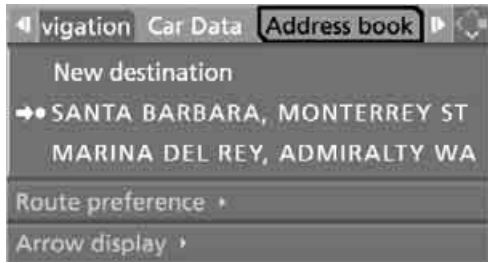 vigation Car Data Address book
New destination
SANTA BARBARA, MONTERREY ST
MARINA DEL REY, ADMIRALTY WA
Route preference
Arrow display